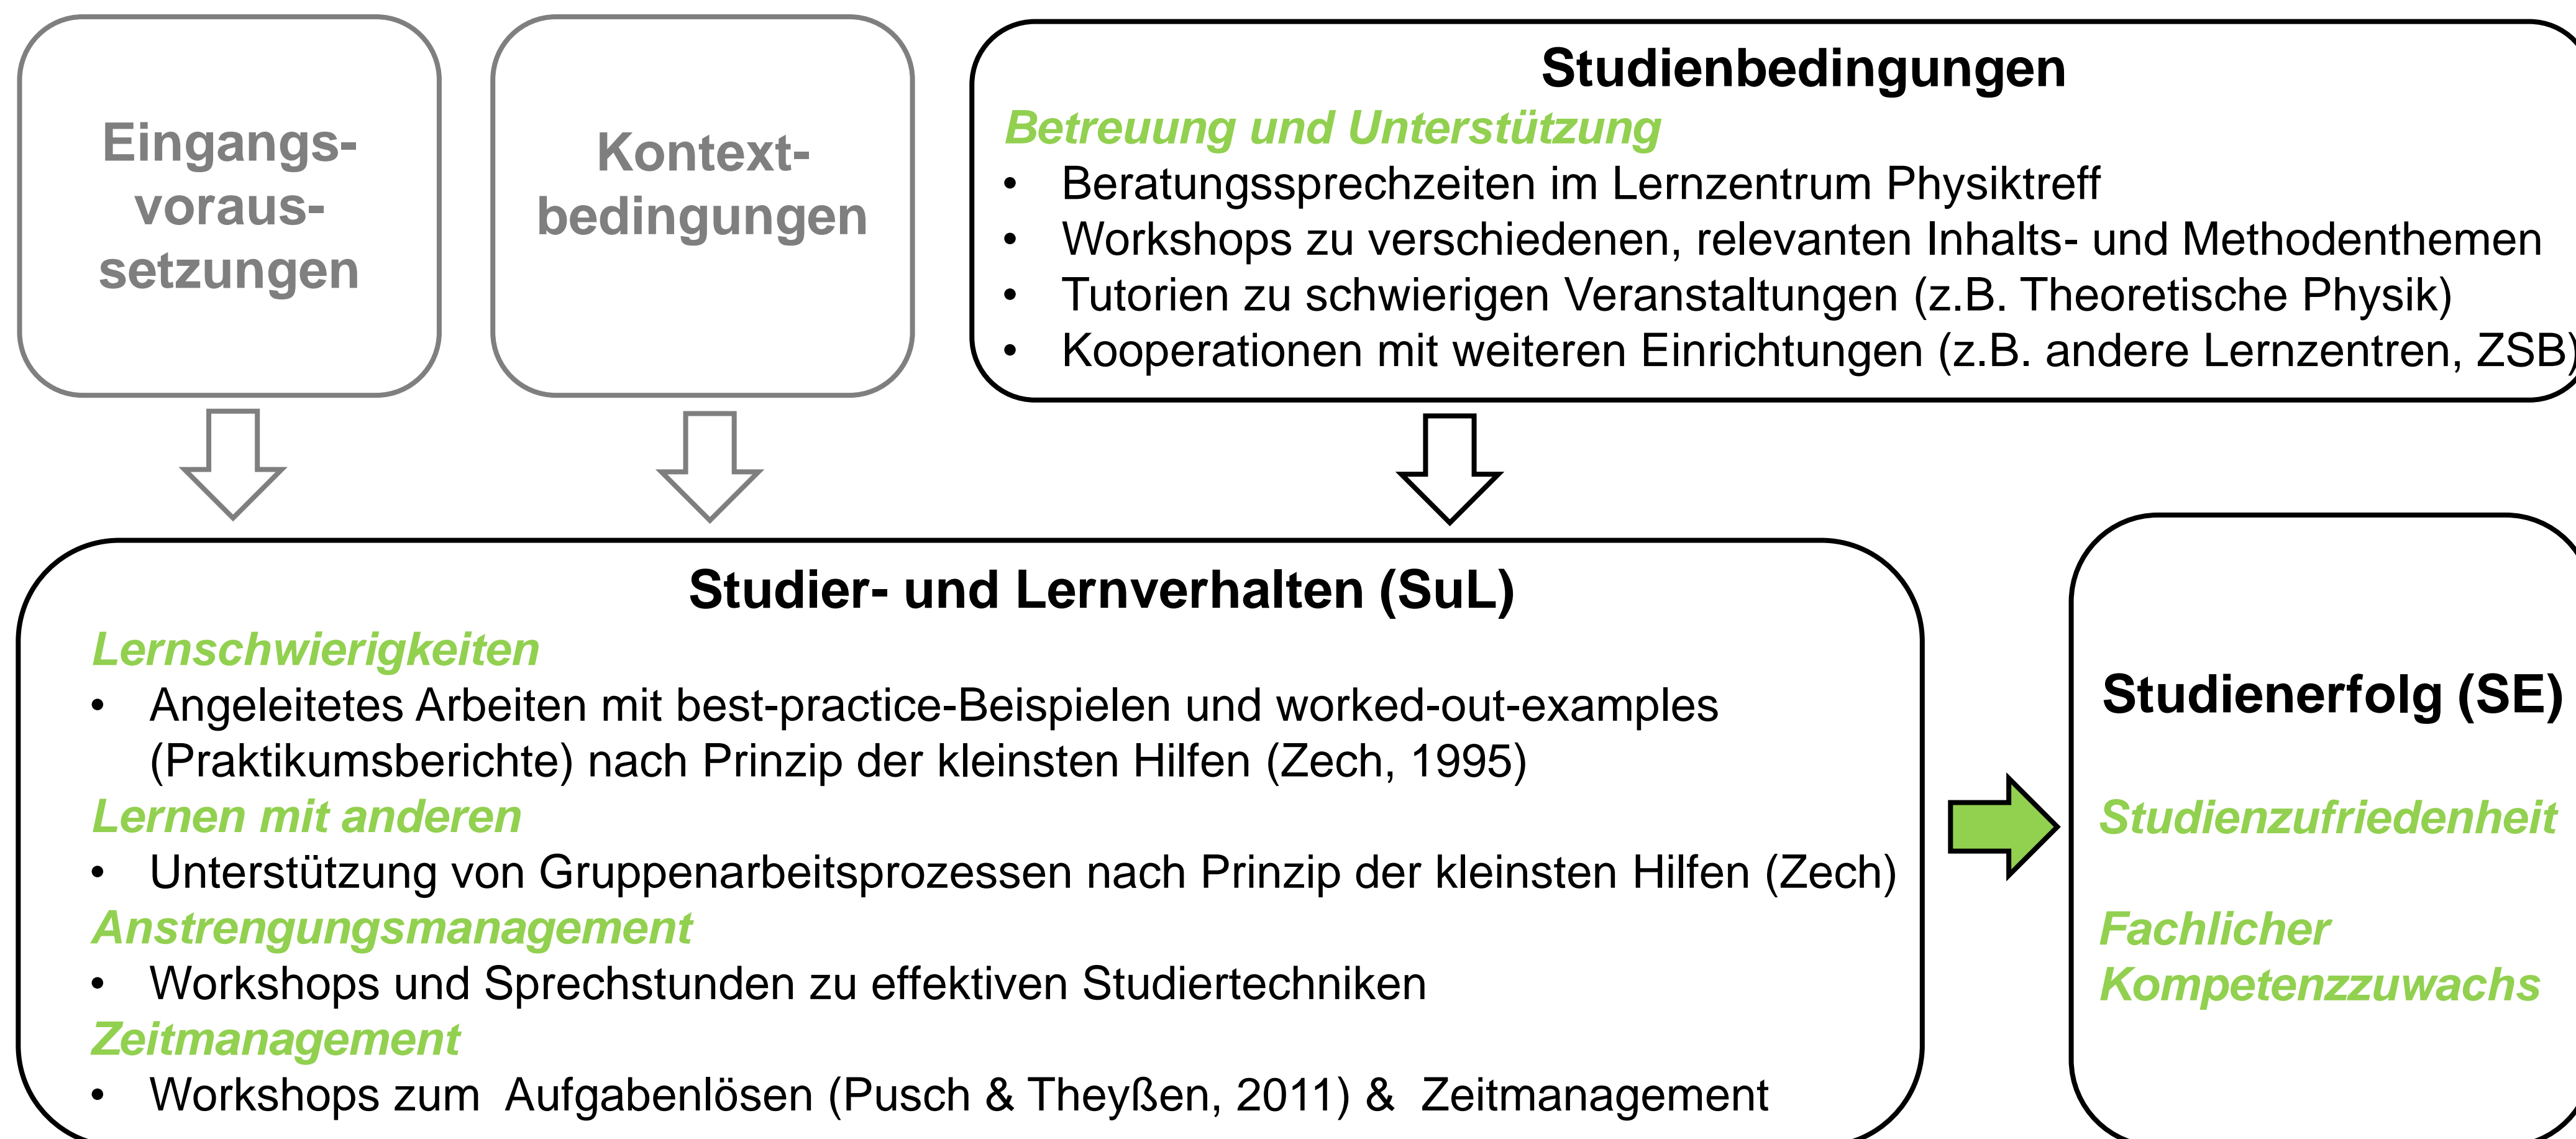 Eingangs-
voraus-
setzungen
Kontext-
bedingungen
Studienbedingungen
Betreuung und Unterstützung
• Beratungssprechzeiten im Lernzentrum Physiktreff
• Workshops zu verschiedenen, relevanten Inhalts- und Methodenthemen
• Tutorien zu schwierigen Veranstaltungen (z.B. Theoretische Physik)
• Kooperationen mit weiteren Einrichtungen (z.B. andere Lernzentren, ZSB)
Studier- und Lernverhalten (SuL)
Lernschwierigkeiten
• Angeleitetes Arbeiten mit best-practice-Beispielen und worked-out-examples
(Praktikumsberichte) nach Prinzip der kleinsten Hilfen (Zech, 1995)
Lernen mit anderen
• Unterstützung von Gruppenarbeitsprozessen nach Prinzip der kleinsten Hilfen (Zech)
Anstrengungsmanagement
• Workshops und Sprechstunden zu effektiven Studiertechniken
Zeitmanagement
• Workshops zum Aufgabenlösen (Pusch & Theyßen, 2011) & Zeitmanagement
Studienerfolg (SE)
Studienzufriedenheit
Fachlicher
Kompetenzzuwachs